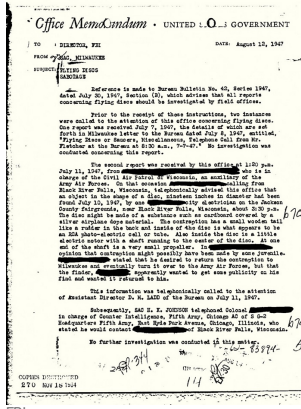 Office Memorandum • UNITED STATES GOVERNMENT
TO : DIRECTOR, FBI DATE: August 12, 1947
FROM : SAC, MILWAUKEE
SUBJECT: FLYING DISCS
SABOTAGE
Reference is made to Bureau Bulletin No. 42, Series 1947,
dated July 30, 1947, Section (B), which advises that all reports
concerning flying discs should be investigated by field offices.
Prior to the receipt of these instructions, two instances
were called to the attention of this office concerning flying discs.
One report was received July 7, 1947, the details of which are set
forth in Milwaukee letter to the Bureau dated July 9, 1947, entitled,
"Flying Discs or Saucers, Miscellaneous, Telephone Call from Mr.
Fletcher at the Bureau at 8:30 a.m., 7-7-47." No investigation was
conducted concerning this report.
The second report was received by this office at 1:20 p.m.
July 11, 1947, from who is in
charge of the Civil Air Patrol of Wisconsin, an auxiliary of the
Army Air Forces. On that occasion calling from
Black River Falls, Wisconsin, telephonically advised this office that
an object in the shape of a disc, nineteen inches in diameter had been
found July 10, 1947, by one city electrician on the Jackson
County fairgrounds, near Black River Falls, Wisconsin, about 3:30 p.m.
The disc might be made of a substance such as cardboard covered by a
silver airplane dope material. The contraption has a small wooden tail
like a rudder in the back and inside of the disc is what appears to be
an RCA photo-electric cell or tube. Also inside the disc is a little
electric motor with a shaft running to the center of the disc. At one
end of the shaft is a very small propeller. In
opinion that contraption might possibly have been made by some juvenile.
stated that he desired to return the contraption to
Milwaukee and eventually turn it over to the Army Air Forces, but that
the finder, apparently wanted to get some publicity on his
find and wanted it returned to him.
This information was telephonically called to the attention
of Assistant Director D. M. LADD of the Bureau on July 11, 1947.
Subsequently, SAC H. K. JOHNSON telephoned Colonel
in charge of Counter Intelligence, Fifth Army, Chicago AC of S G-2
Headquarters Fifth Army, East Hyde Park Avenue, Chicago, Illinois, who
stated he would contact of Black River Falls, Wisconsin.
No further investigation was conducted in this matter.
83894-
COPIES DESTROYED
270 NOV 18 1964